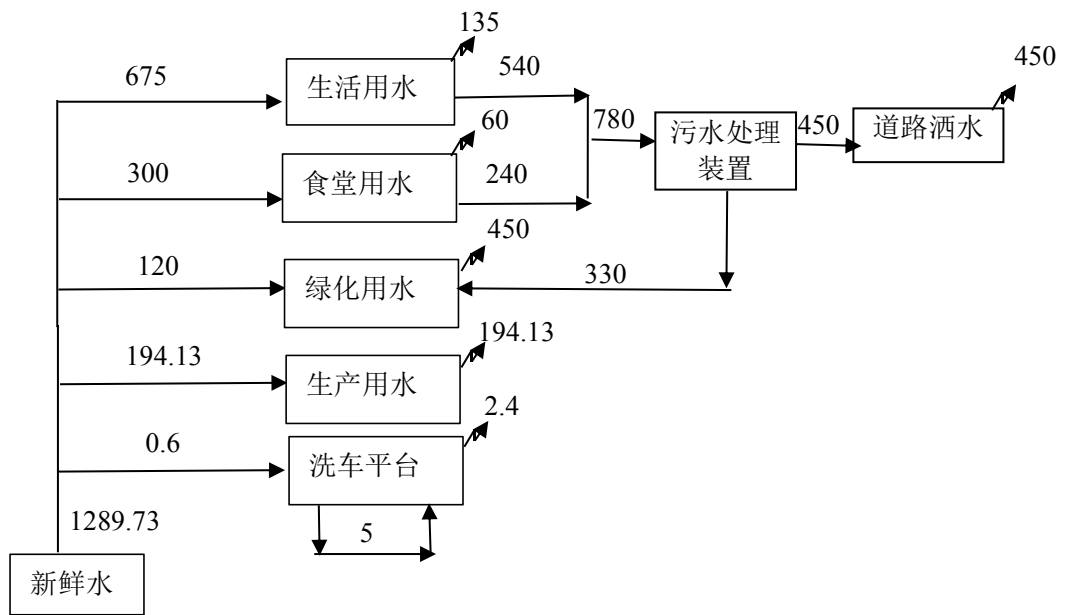 135
675
生活用水
540
450
60
780
污水处理
装置
450
道路洒水
300
食堂用水
240
450
120
绿化用水
330
194.13
194.13
生产用水
2.4
0.6
洗车平台
5
1289.73
新鲜水